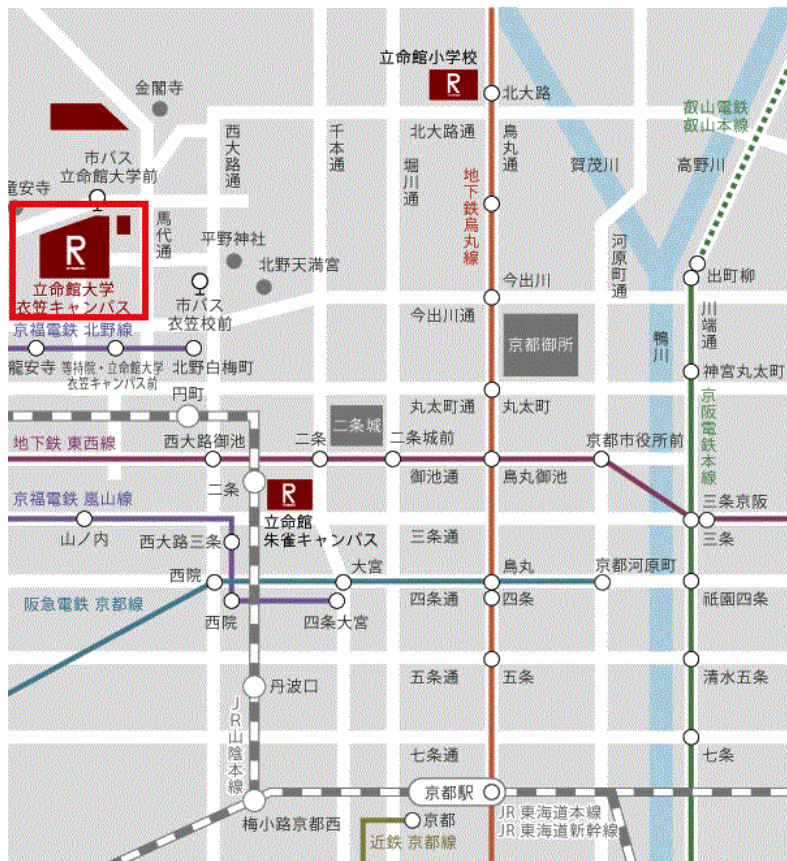 立命館小学校
R
北大路
金閣寺
叡山電鉄
叡山本線
西大路通
千本通
北大路通
烏丸通
堀川通
賀茂川
高野川
市バス
立命館大学前
竜安寺
地下鉄烏丸線
馬代通
平野神社
北野天満宮
河原町通
R
立命館大学
衣笠キャンパス
市バス
衣笠校前
今出川
出町柳
今出川通
川端通
京福電鉄 北野線
京都御所
鴨川
龍安寺
等持院・立命館大学
衣笠キャンパス前
北野白梅町
神宮丸太町
円町
丸太町通
丸太町
京阪電鉄本線
二条城
地下鉄 東西線
西大路御池
二条
二条城前
京都市役所前
御池通
烏丸御池
二条
R
京福電鉄 嵐山線
立命館
朱雀キャンパス
三条京阪
山ノ内
西大路三条
三条通
三条
西院
大宮
烏丸
京都河原町
阪急電鉄 京都線
西院
四条大宮
四条通
四条
祇園四条
五条通
五条
清水五条
丹波口
JR山陰本線
七条通
七条
京都駅
梅小路京都西
京都
JR 東海道本線
JR 東海道新幹線
近鉄 京都線